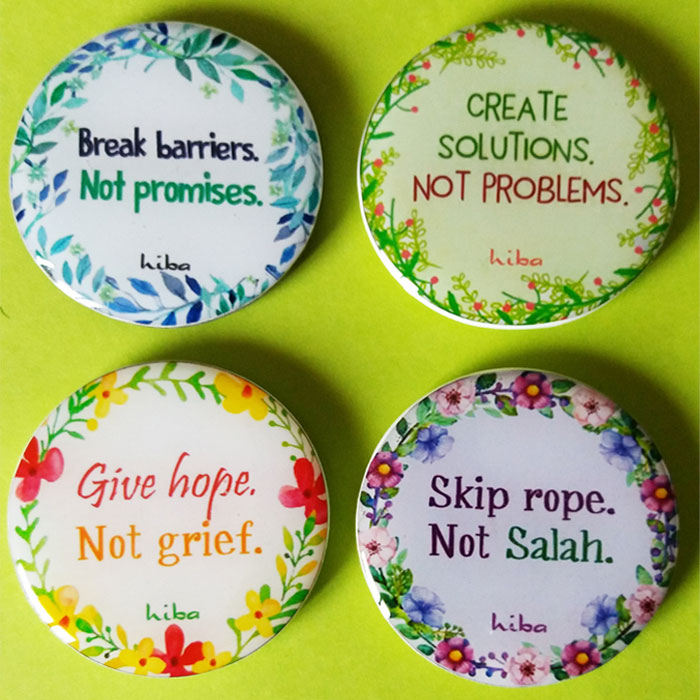 Break barriers.
Not promises.
hiba
CREATE
SOLUTIONS.
NOT PROBLEMS.
hiba
Give hope.
Not grief.
hiba
Skip rope.
Not Salah.
hiba